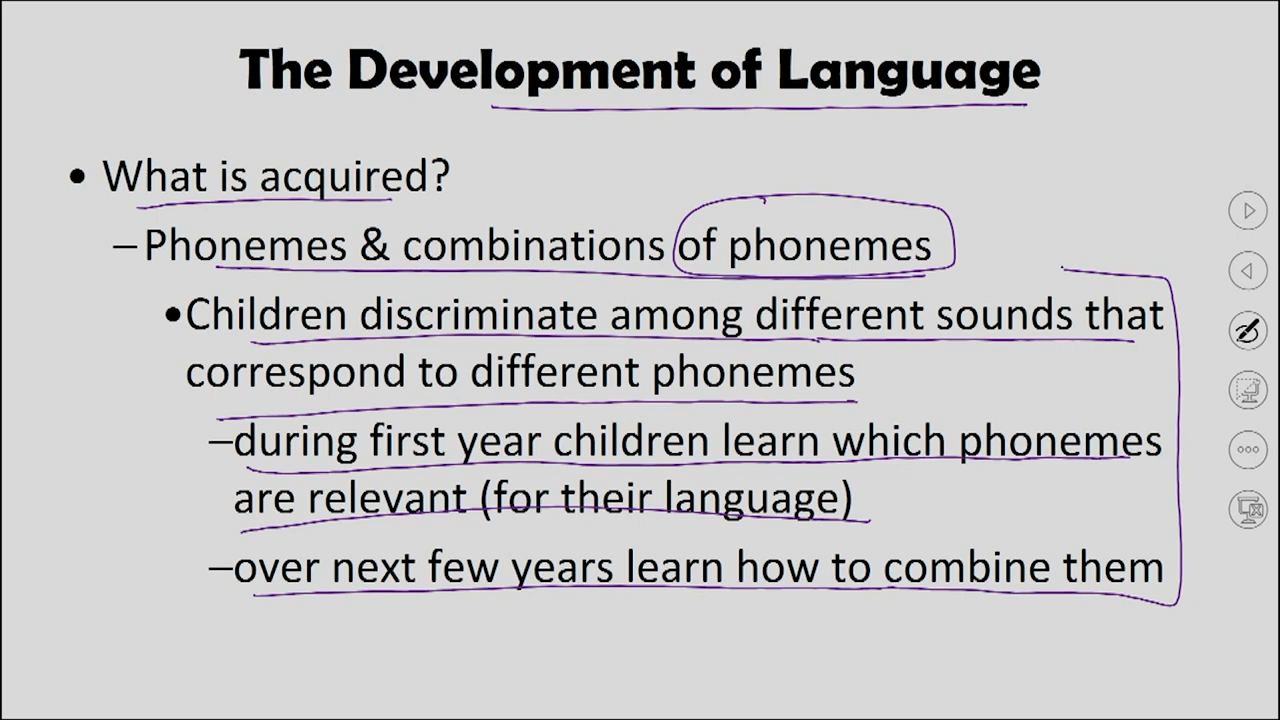 The Development of Language
• What is acquired?
– Phonemes & combinations of phonemes
•Children discriminate among different sounds that
correspond to different phonemes
–during first year children learn which phonemes
are relevant (for their language)
–over next few years learn how to combine them